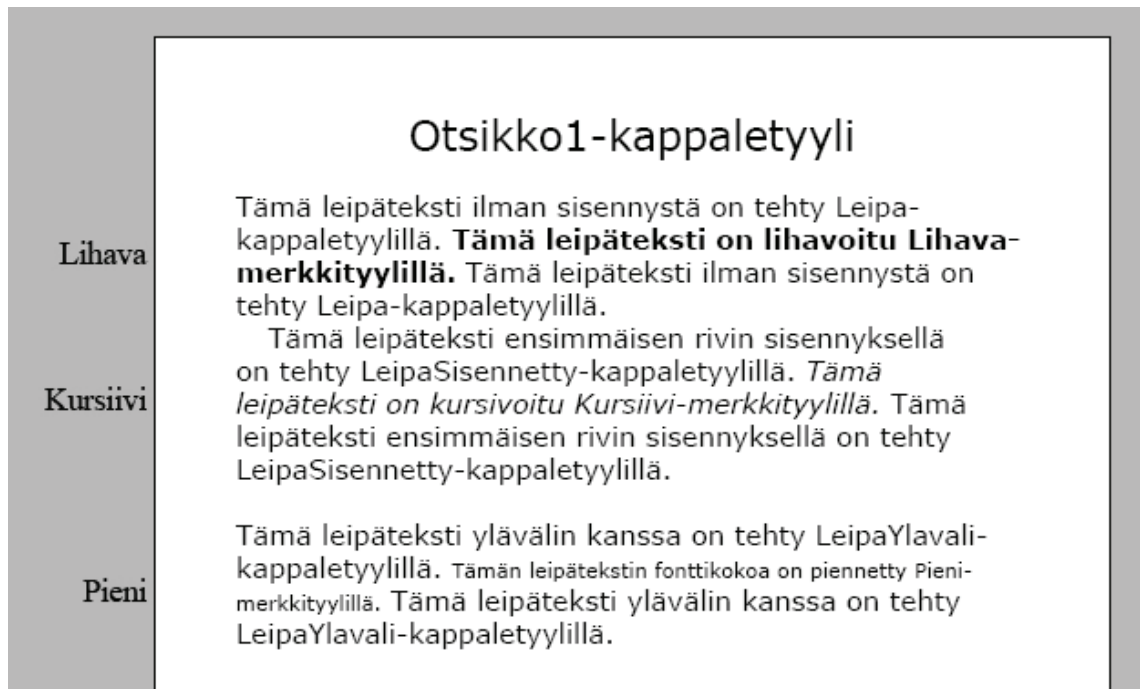 Otsikko1-kappaletyyli
Tämä leipäteksti ilman sisennystä on tehty Leipa-
Lihava
kappaletyylillä. Tämä leipäteksti on lihavoitu Lihava-
merkkityylillä. Tämä leipäteksti ilman sisennystä on
tehty Leipa-kappaletyylillä.
Tämä leipäteksti ensimmäisen rivin sisennyksellä
on tehty LeipaSisennetty-kappaletyylillä. Tämä
Kursiivi
leipäteksti on kursivoitu Kursiivi-merkkityylillä. Tämä
leipäteksti ensimmäisen rivin sisennyksellä on tehty
LeipaSisennetty-kappaletyylillä.
Tämä leipäteksti ylävälin kanssa on tehty LeipaYlavali-
kappaletyylillä. Tämän leipätekstin fonttikokoa on piennetty Pieni-
Pieni
merkkityylillä. Tämä leipäteksti ylävälin kanssa on tehty
LeipaYlavali-kappaletyylillä.